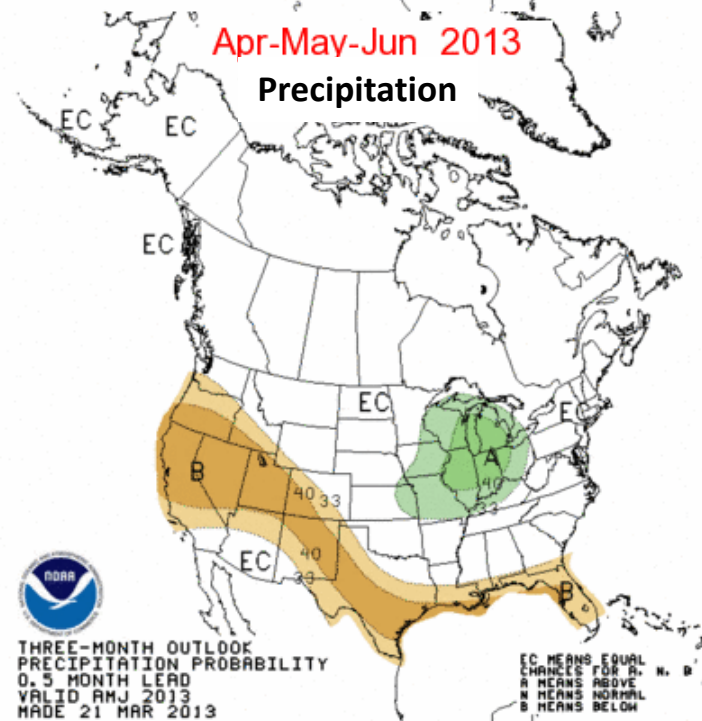 Apr-May-Jun 2013
Precipitation
EC
EC
EC
EC
EC
A
B
40
40
33
33
40
33
EC
B
NOAA
THREE-MONTH OUTLOOK
PRECIPITATION PROBABILITY
0.5 MONTH LEAD
VALID AMJ 2013
MADE 21 MAR 2013
EC MEANS EQUAL
CHANCES FOR A, N, B
A MEANS ABOVE
N MEANS NORMAL
B MEANS BELOW